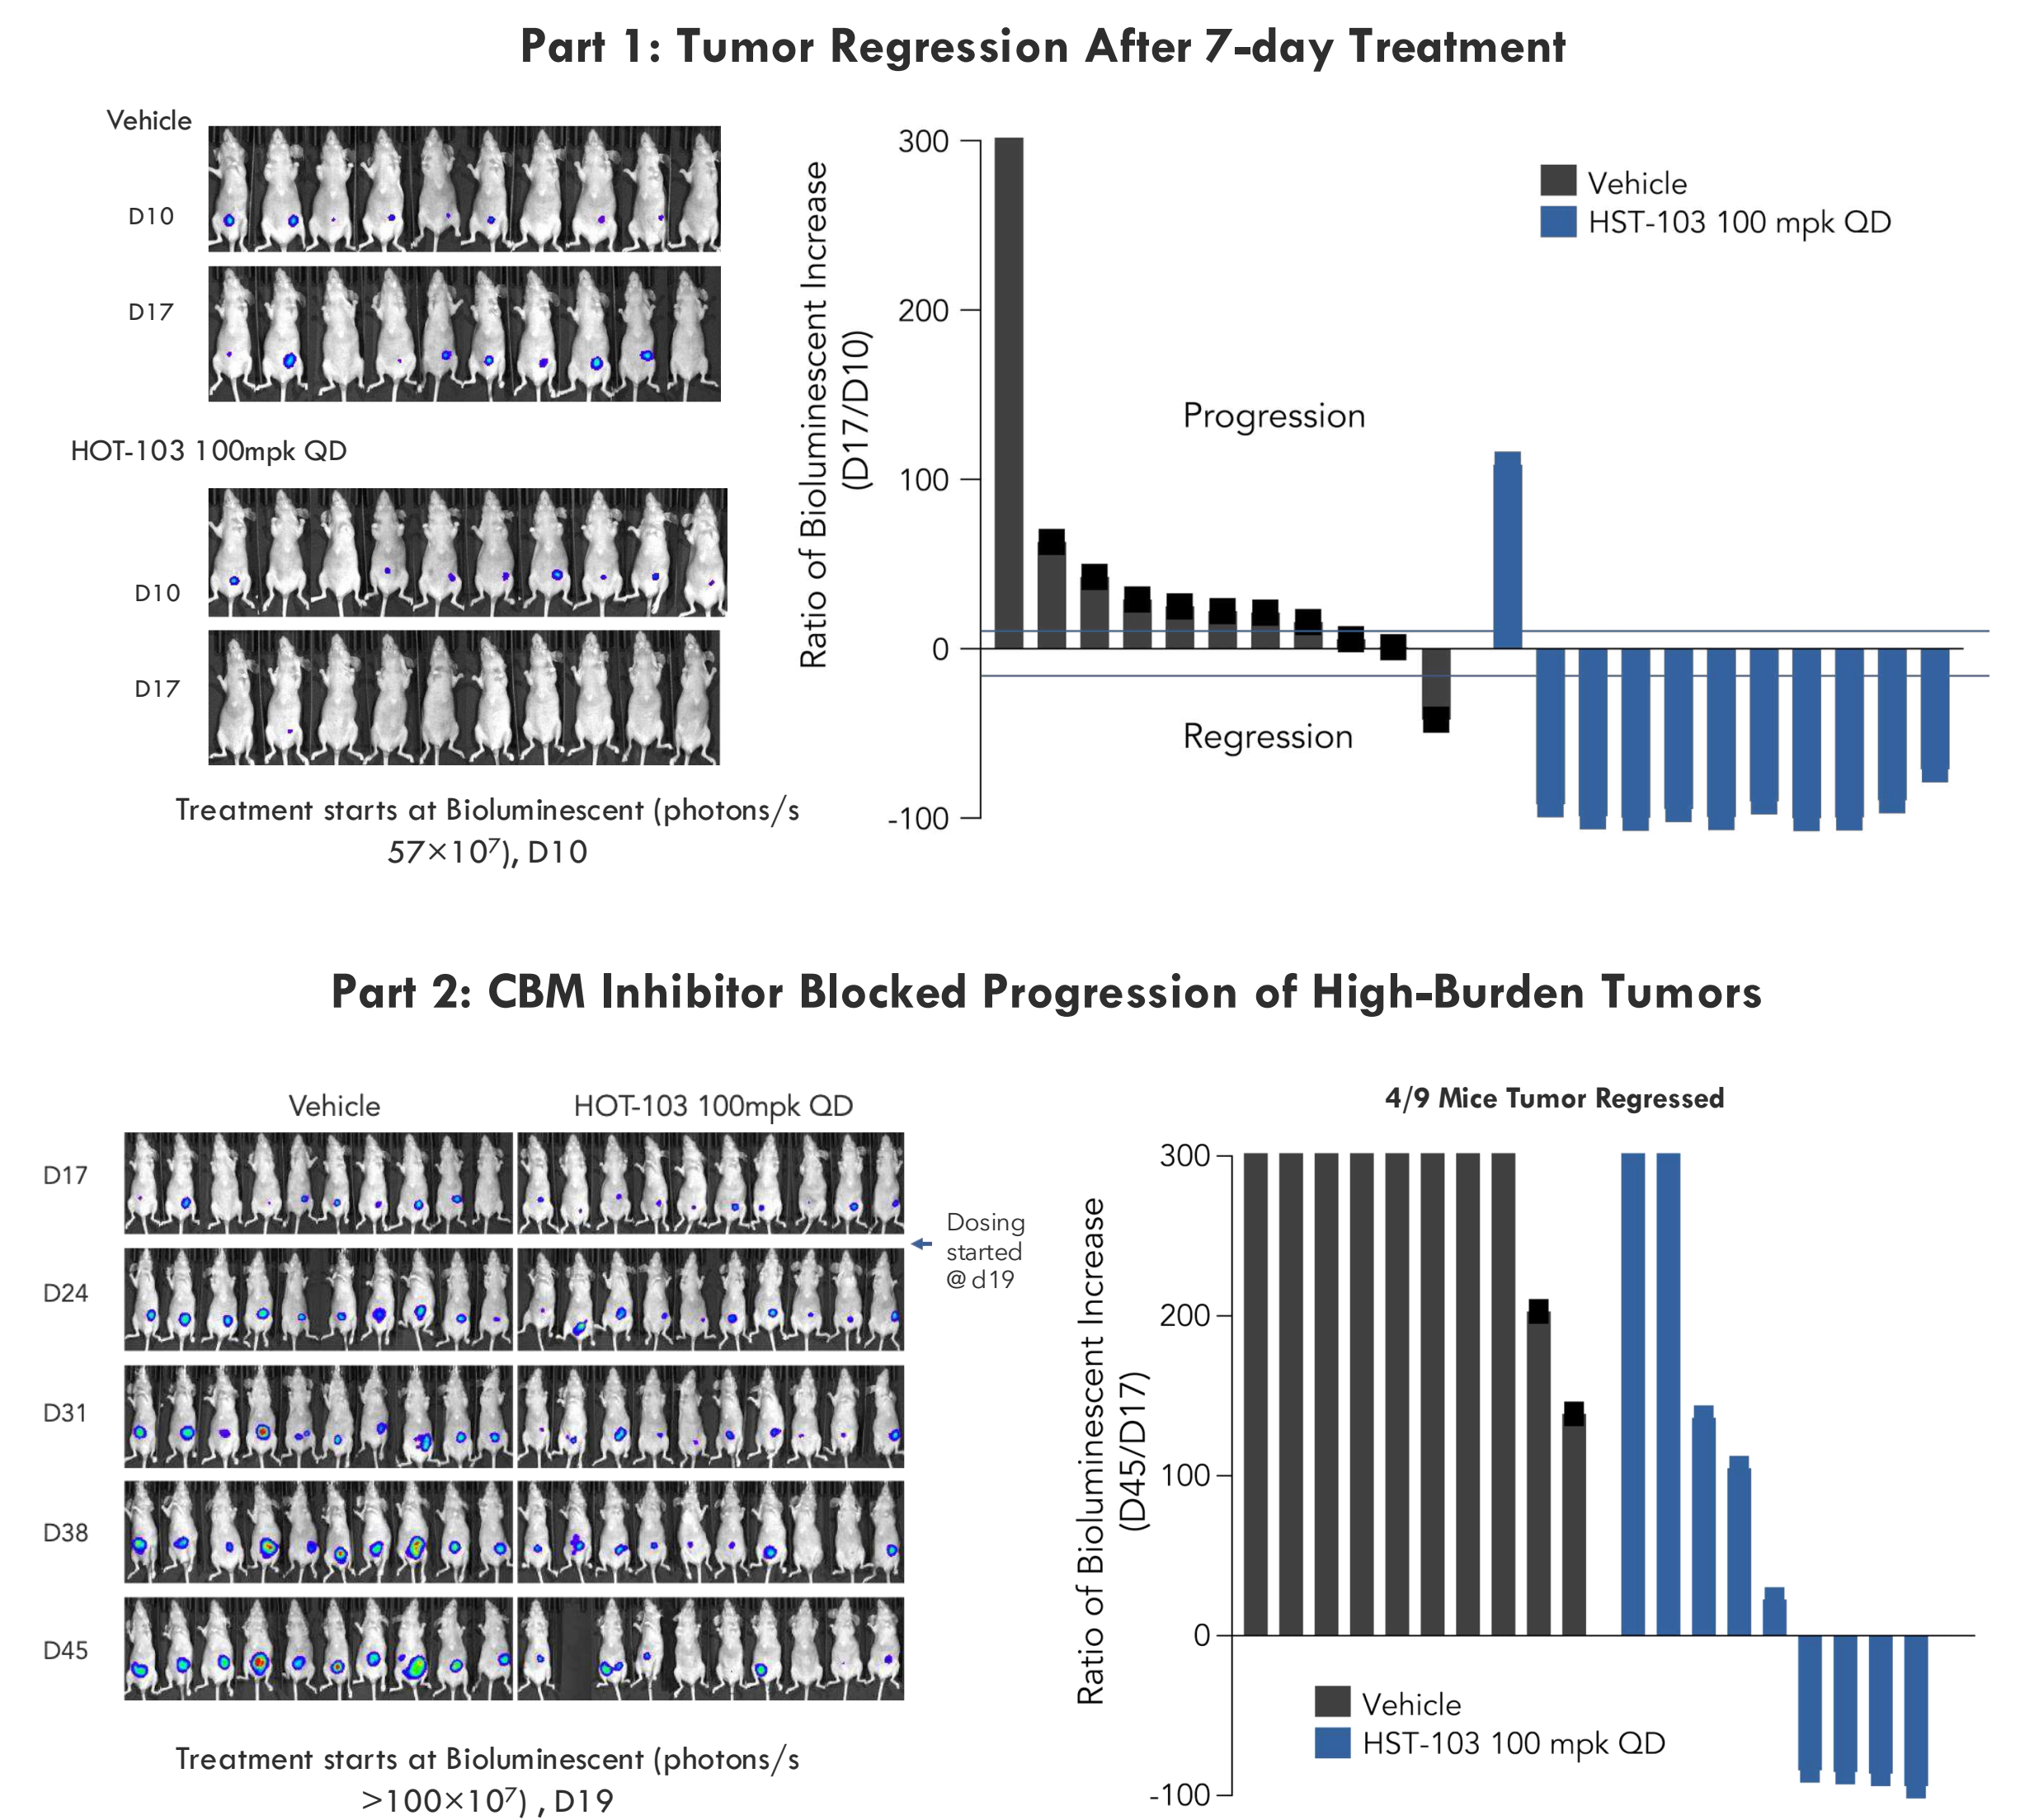 Part 1: Tumor Regression After 7-day Treatment
Vehicle
D10
D17
HOT-103 100mpk QD
D10
D17
Treatment starts at Bioluminescent (photons/s
57×10⁷), D10
Ratio of Bioluminescent Increase
(D17/D10)
300
200
100
0
-100
Vehicle
HST-103 100 mpk QD
Progression
Regression
Part 2: CBM Inhibitor Blocked Progression of High-Burden Tumors
Vehicle
HOT-103 100mpk QD
D17
D24
D31
D38
D45
Dosing
started
@ d19
Treatment starts at Bioluminescent (photons/s
>100×10⁷) , D19
4/9 Mice Tumor Regressed
Ratio of Bioluminescent Increase
(D45/D17)
300
200
100
0
-100
Vehicle
HST-103 100 mpk QD